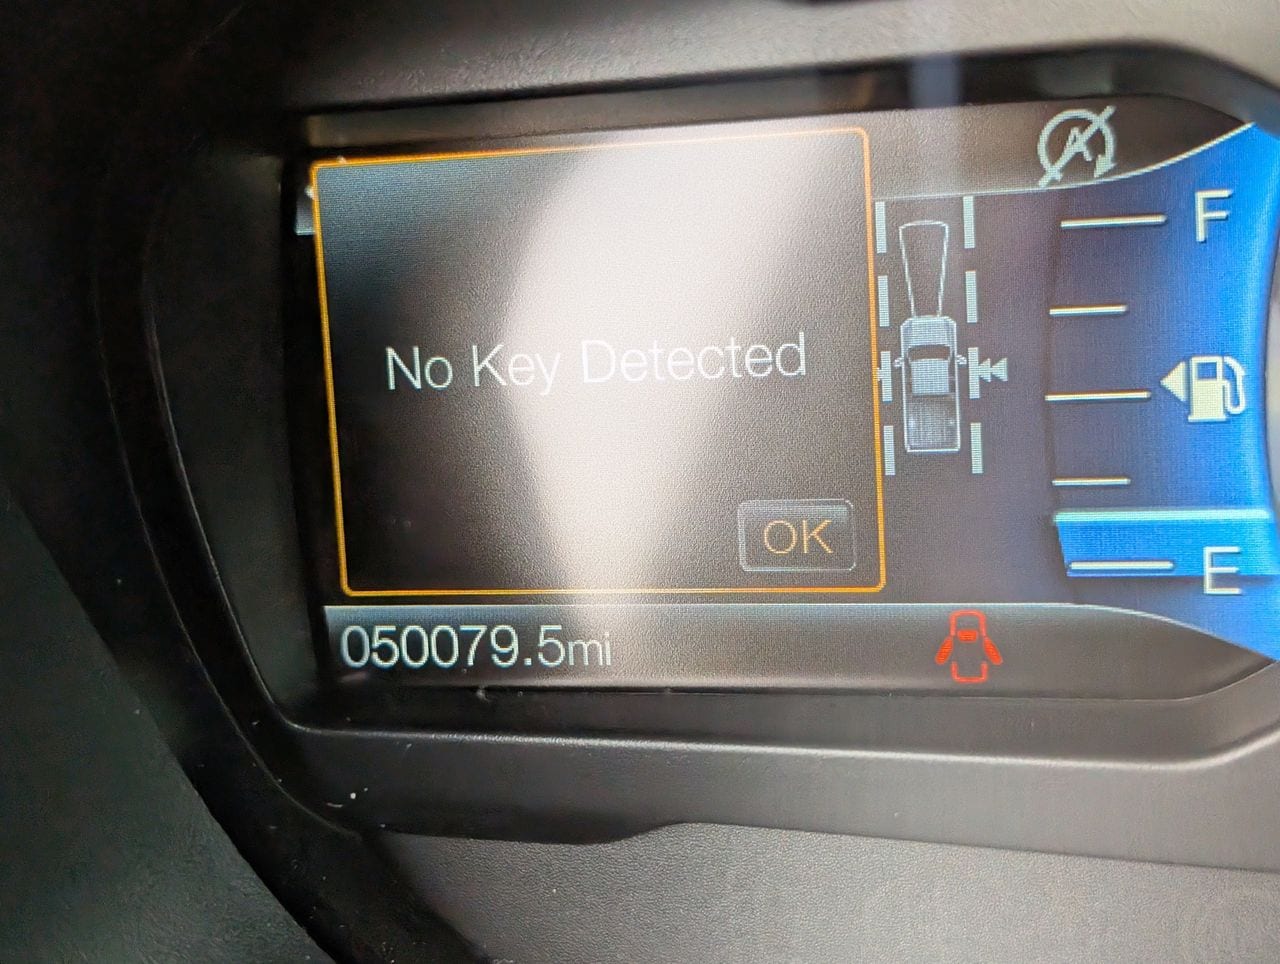 A
F
No Key Detected
OK
E
050079.5mi